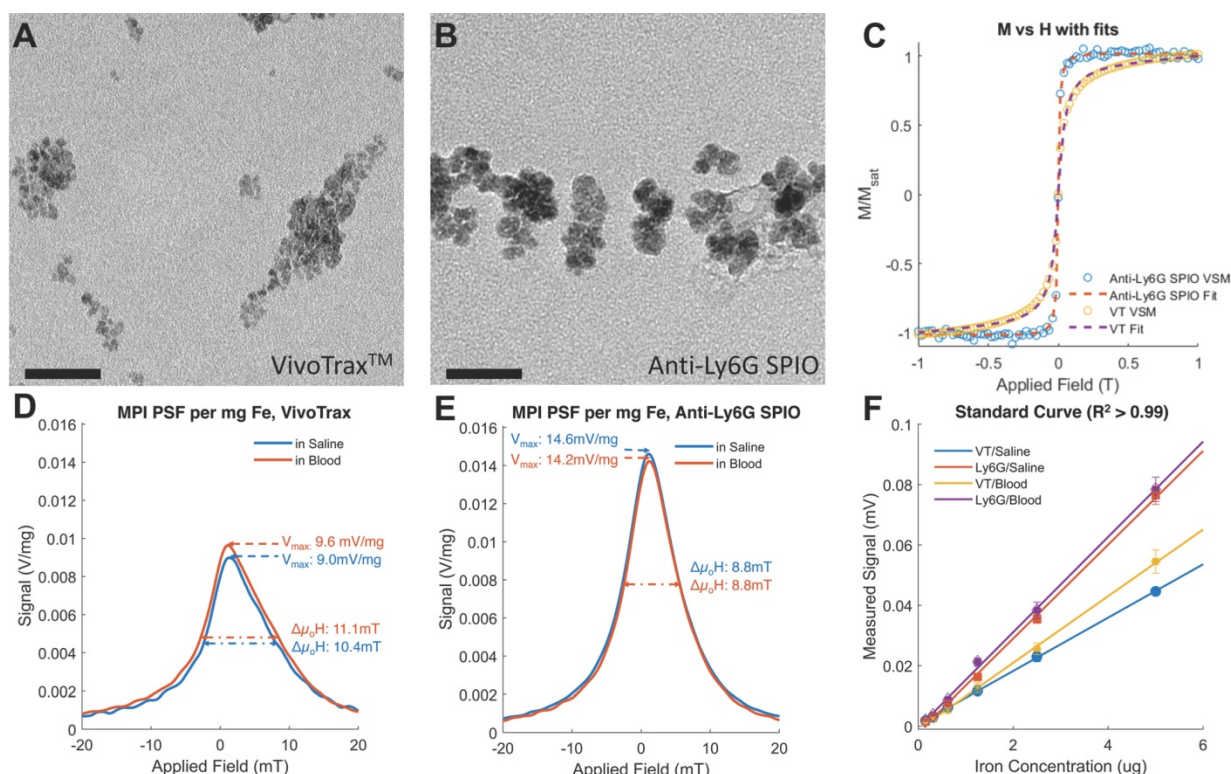 A
VivoTrax™
B
Anti-Ly6G SPIO
C
M vs H with fits
M/Msat
1
0.5
0
-0.5
-1
-1
-0.5
0
0.5
1
Applied Field (T)
Anti-Ly6G SPIO VSM
Anti-Ly6G SPIO Fit
VT VSM
VT Fit
D
MPI PSF per mg Fe, VivoTrax
Signal (V/mg)
0.016
0.014
0.012
0.01
0.008
0.006
0.004
0.002
0
-20
-10
0
10
20
Applied Field (mT)
in Saline
in Blood
Vmax: 9.6 mV/mg
Vmax: 9.0mV/mg
ΔμoH: 11.1mT
ΔμoH: 10.4mT
E
MPI PSF per mg Fe, Anti-Ly6G SPIO
Signal (V/mg)
0.016
0.014
0.012
0.01
0.008
0.006
0.004
0.002
0
-20
-10
0
10
20
Applied Field (mT)
Vmax: 14.6mV/mg
Vmax: 14.2mV/mg
in Saline
in Blood
ΔμoH: 8.8mT
ΔμoH: 8.8mT
F
Standard Curve (R² > 0.99)
Measured Signal (mV)
0.1
0.08
0.06
0.04
0.02
0
0
2
4
6
Iron Concentration (ug)
VT/Saline
Ly6G/Saline
VT/Blood
Ly6G/Blood